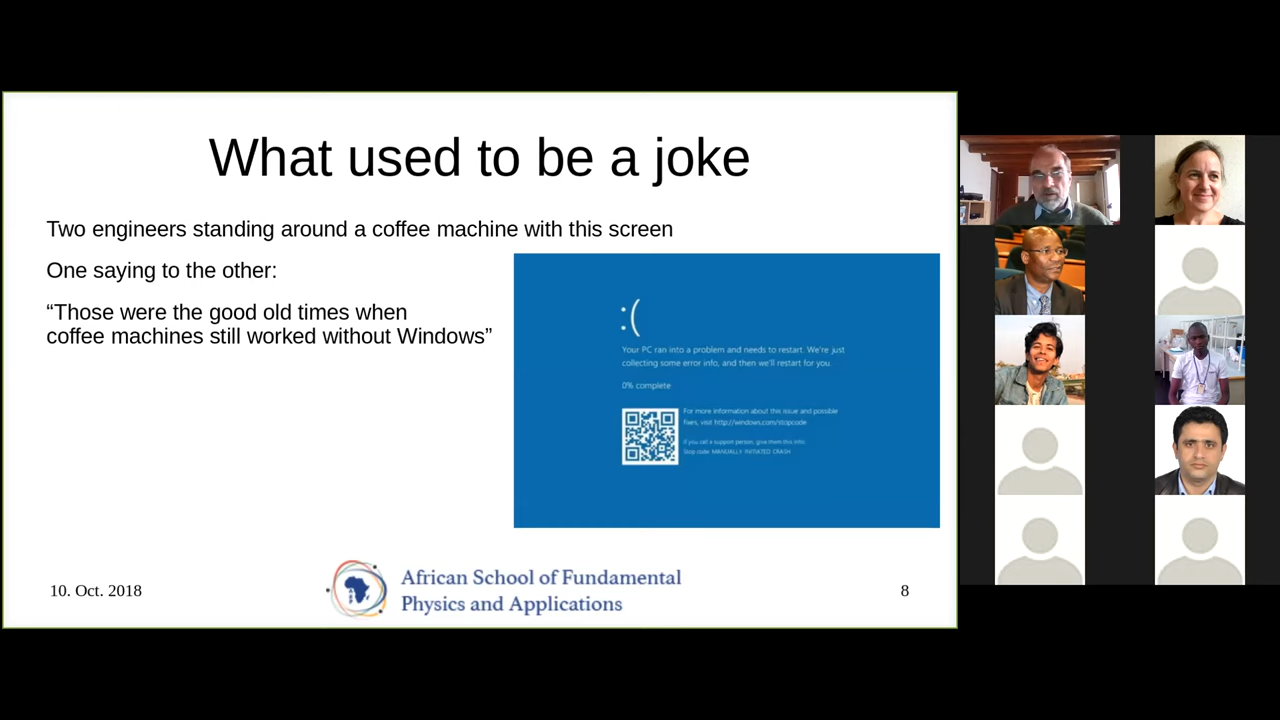 What used to be a joke
Two engineers standing around a coffee machine with this screen
One saying to the other:
“Those were the good old times when
coffee machines still worked without Windows”
:(
Your PC ran into a problem and needs to restart. We're just
collecting some error info, and then we'll restart for you.
0% complete
For more information about this issue and possible
fixes, visit http://windows.com/stopcode
If you call a support person, give them this info:
Stop code: MANUALLY INITIATED CRASH
10. Oct. 2018
African School of Fundamental
Physics and Applications
8